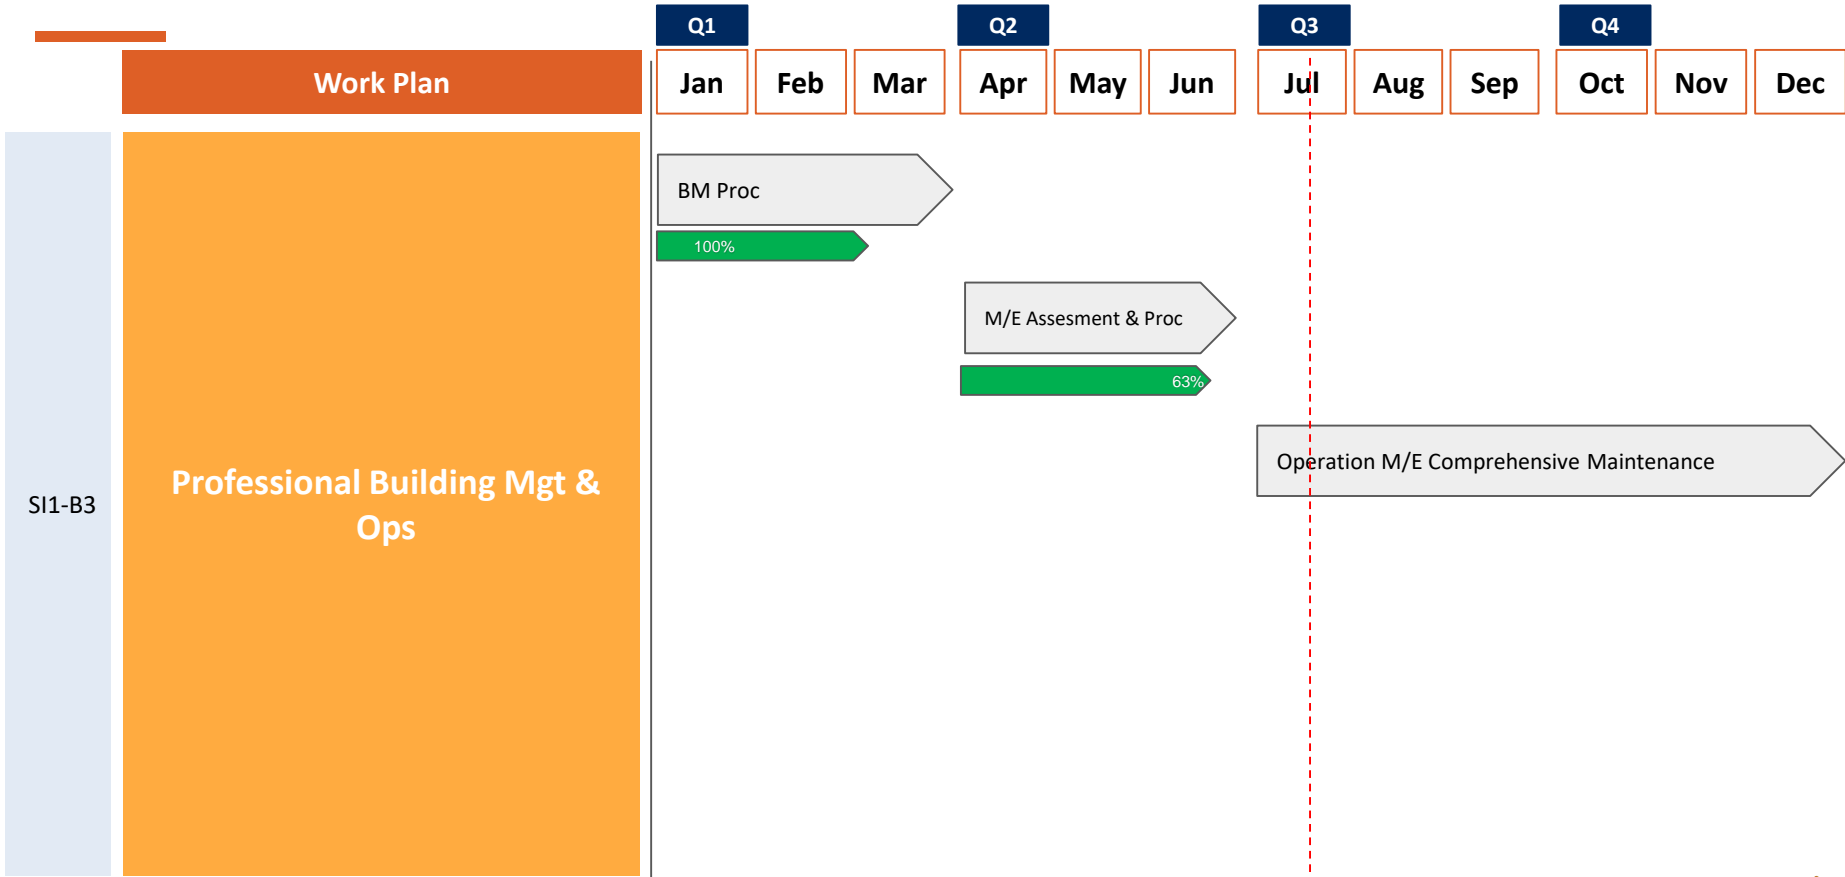 Q1 Q2 Q3 Q4
Work Plan Jan Feb Mar Apr May Jun Jul Aug Sep Oct Nov Dec
BM Proc
100%
M/E Assesment & Proc
63%
Operation M/E Comprehensive Maintenance
SI1-B3
Professional Building Mgt &
Ops